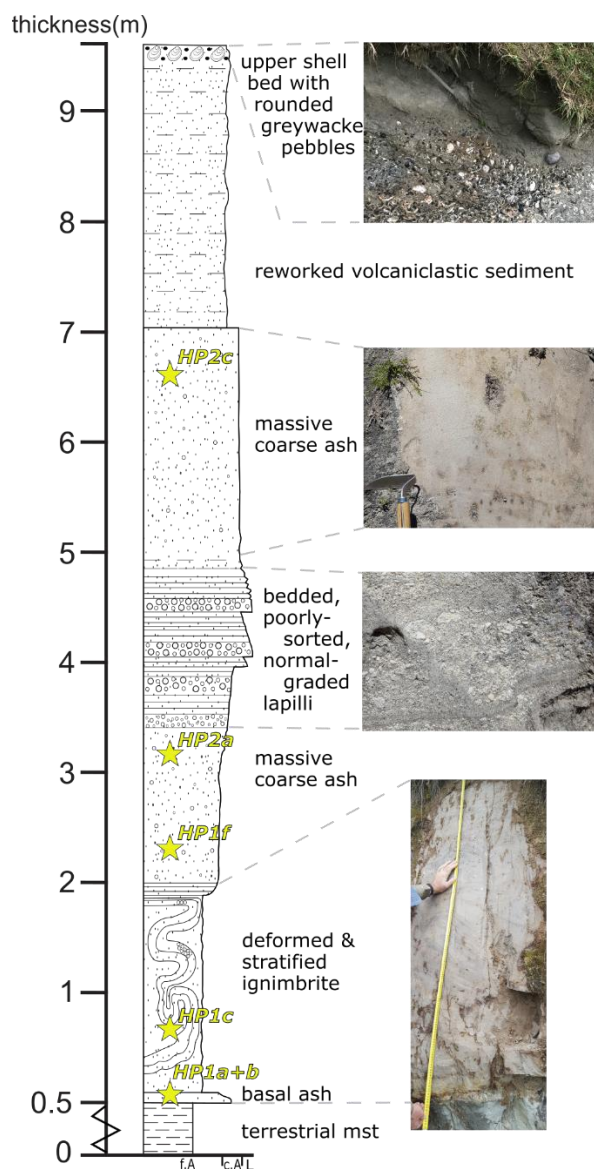 thickness(m)
upper shell
bed with
rounded
greywacke
pebbles
9
8
reworked volcaniclastic sediment
7
HP2c
massive
coarse ash
6
5
bedded,
poorly-
sorted,
normal-
graded
lapilli
4
HP2a
massive
coarse ash
3
HP1f
2
deformed &
stratified
ignimbrite
1
HP1c
HP1a+b
basal ash
0.5
terrestrial mst
0
f.A c.A L